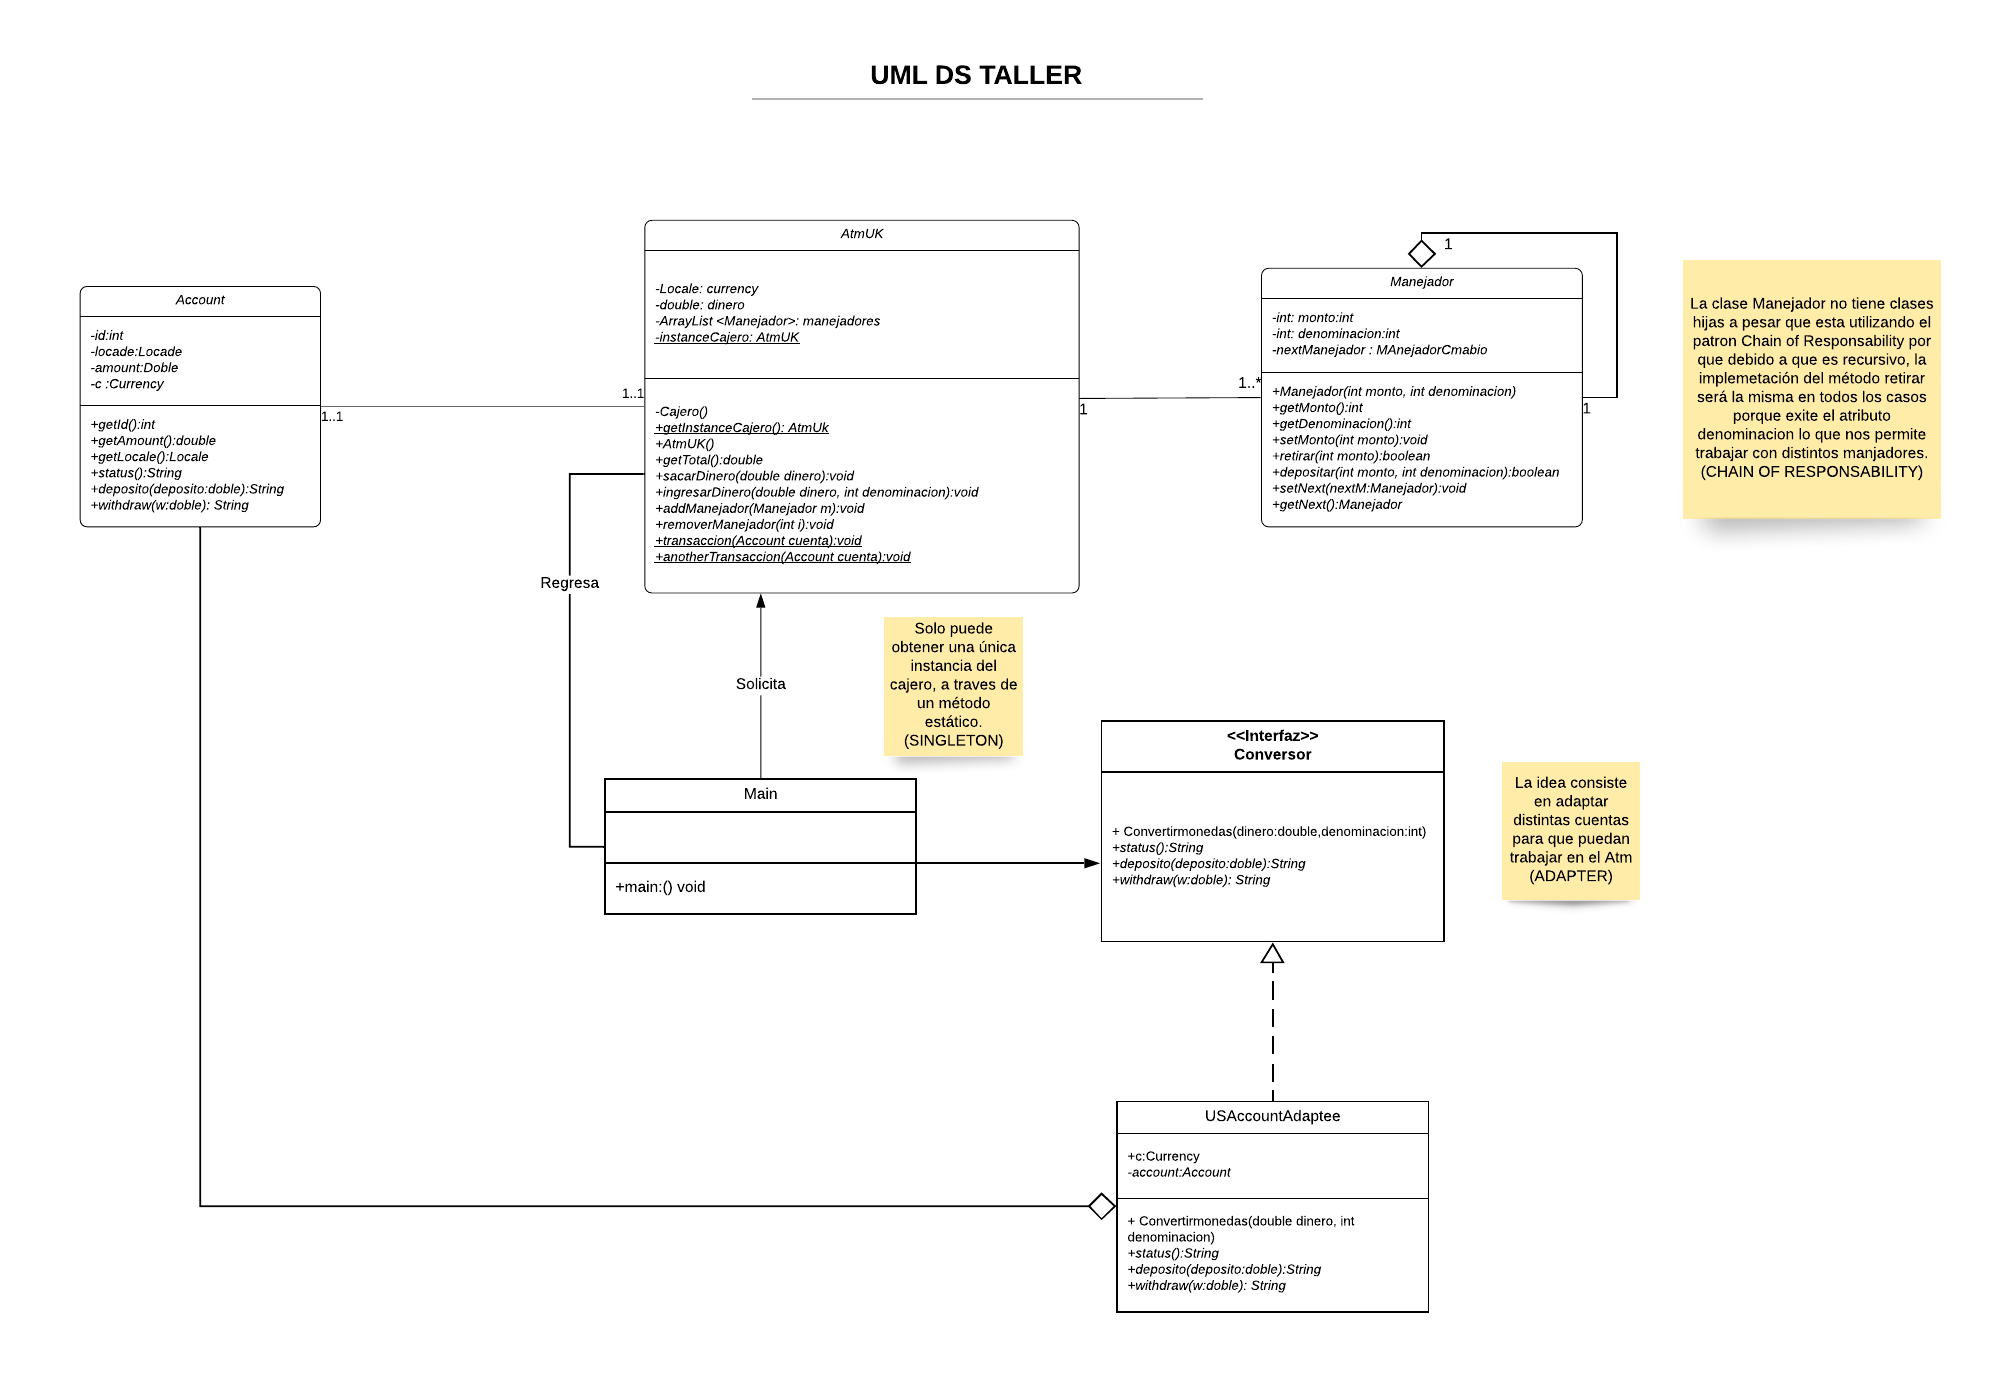 UML DS TALLER
Account
-id:int
-locade:Locade
-amount:Doble
-c :Currency
+getId():int
+getAmount():double
+getLocale():Locale
+status():String
+deposito(deposito:doble):String
+withdraw(w:doble): String
1..1
1..1
AtmUK
-Locale: currency
-double: dinero
-ArrayList <Manejador>: manejadores
-instanceCajero: AtmUK
-Cajero()
+getInstanceCajero(): AtmUk
+AtmUK()
+getTotal():double
+sacarDinero(double dinero):void
+ingresarDinero(double dinero, int denominacion):void
+addManejador(Manejador m):void
+removerManejador(int i):void
+transaccion(Account cuenta):void
+anotherTransaccion(Account cuenta):void
1
1..*
Manejador
-int: monto:int
-int: denominacion:int
-nextManejador : MAnejadorCmabio
+Manejador(int monto, int denominacion)
+getMonto():int
+getDenominacion():int
+setMonto(int monto):void
+retirar(int monto):boolean
+depositar(int monto, int denominacion):boolean
+setNext(nextM:Manejador):void
+getNext():Manejador
1
1
La clase Manejador no tiene clases
hijas a pesar que esta utilizando el
patron Chain of Responsability por
que debido a que es recursivo, la
implemetación del método retirar
será la misma en todos los casos
porque exite el atributo
denominacion lo que nos permite
trabajar con distintos manjadores.
(CHAIN OF RESPONSABILITY)
Regresa
Solicita
Solo puede
obtener una única
instancia del
cajero, a traves de
un método
estático.
(SINGLETON)
Main
+main:() void
<<Interfaz>>
Conversor
+ Convertirmonedas(dinero:double,denominacion:int)
+status():String
+deposito(deposito:doble):String
+withdraw(w:doble): String
La idea consiste
en adaptar
distintas cuentas
para que puedan
trabajar en el Atm
(ADAPTER)
USAccountAdaptee
+c:Currency
-account:Account
+ Convertirmonedas(double dinero, int
denominacion)
+status():String
+deposito(deposito:doble):String
+withdraw(w:doble): String